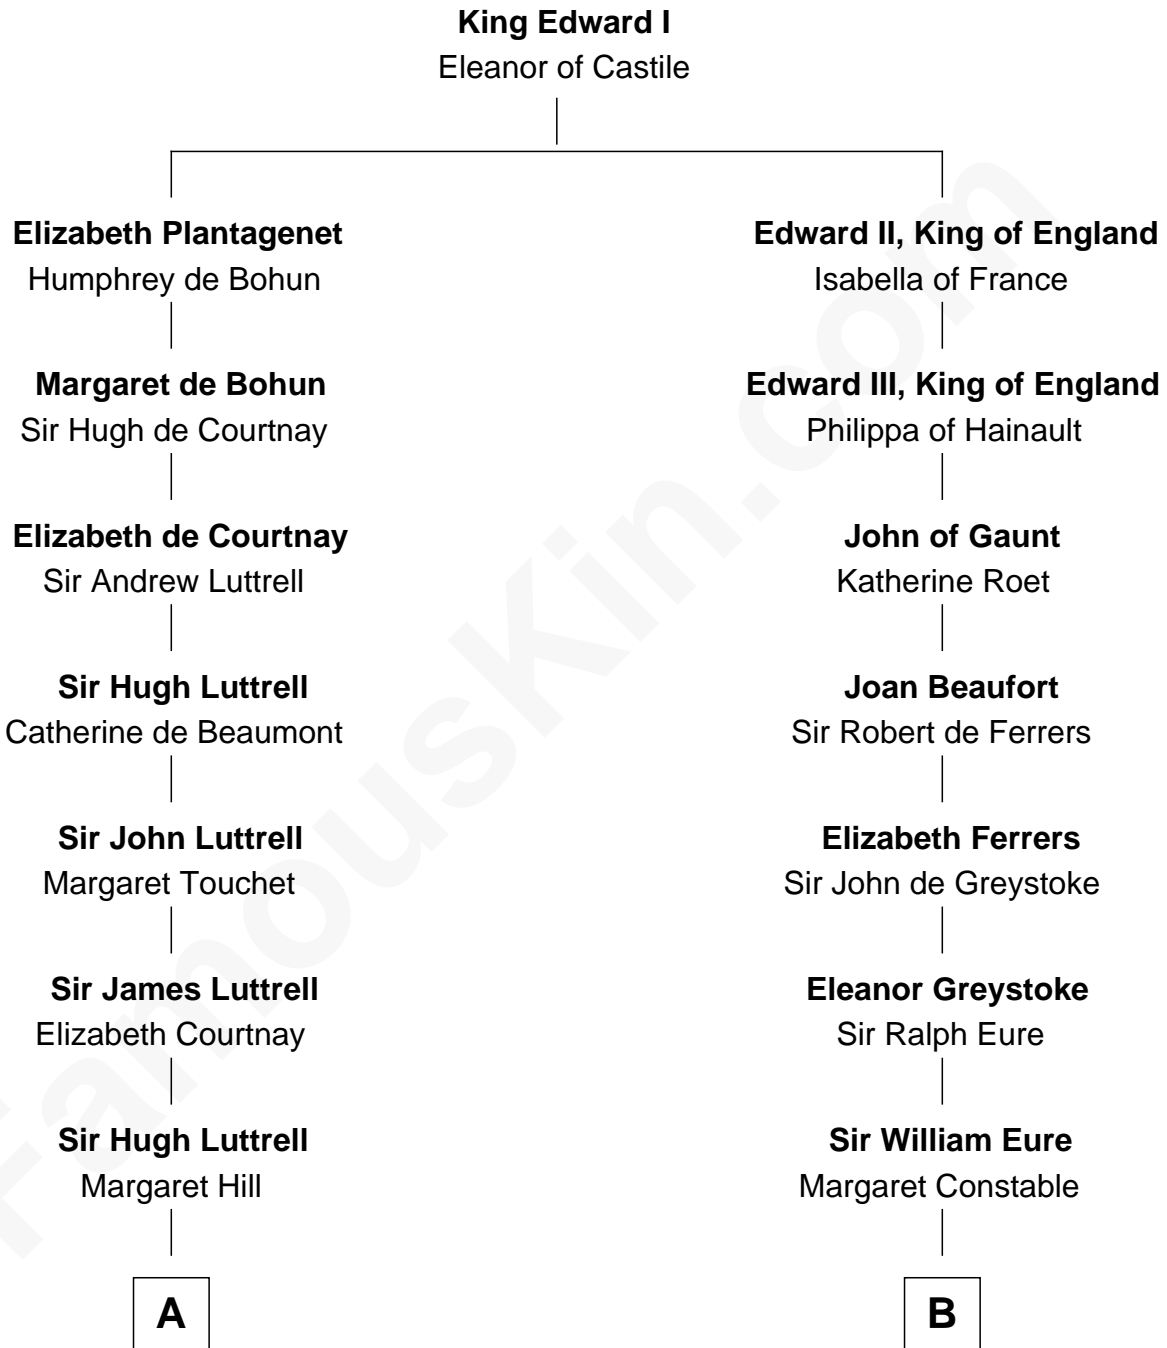 King Edward I
Eleanor of Castile
Elizabeth Plantagenet
Humphrey de Bohun
Edward II, King of England
Isabella of France
Margaret de Bohun
Sir Hugh de Courtnay
Edward III, King of England
Philippa of Hainault
Elizabeth de Courtnay
Sir Andrew Luttrell
John of Gaunt
Katherine Roet
Sir Hugh Luttrell
Catherine de Beaumont
Joan Beaufort
Sir Robert de Ferrers
Sir John Luttrell
Margaret Touchet
Elizabeth Ferrers
Sir John de Greystoke
Sir James Luttrell
Elizabeth Courtnay
Eleanor Greystoke
Sir Ralph Eure
Sir Hugh Luttrell
Margaret Hill
Sir William Eure
Margaret Constable
A
B
FamousKin.com